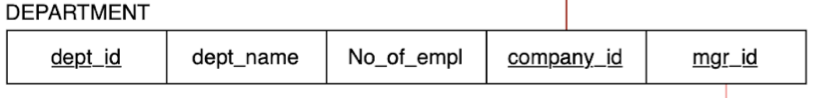 DEPARTMENT
dept_id dept_name No_of_empl company_id mgr_id